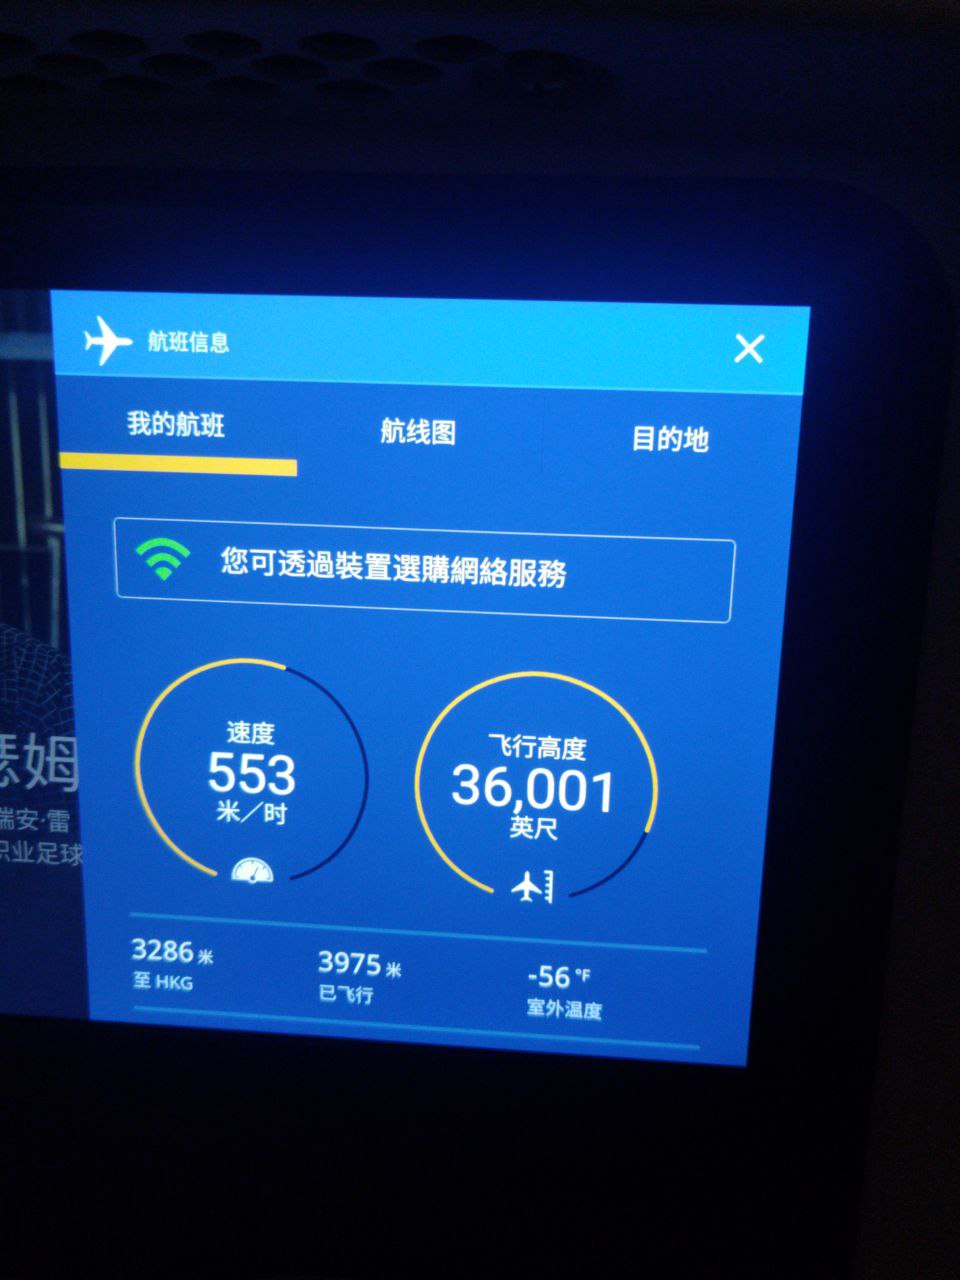 航班信息
我的航班
航线图
目的地
您可透過裝置選購網絡服務
速度
553
米／时
飞行高度
36,001
英尺
3286 米
至 HKG
3975 米
已飞行
-56 °F
室外温度
姆
瑞安·雷
职业足球